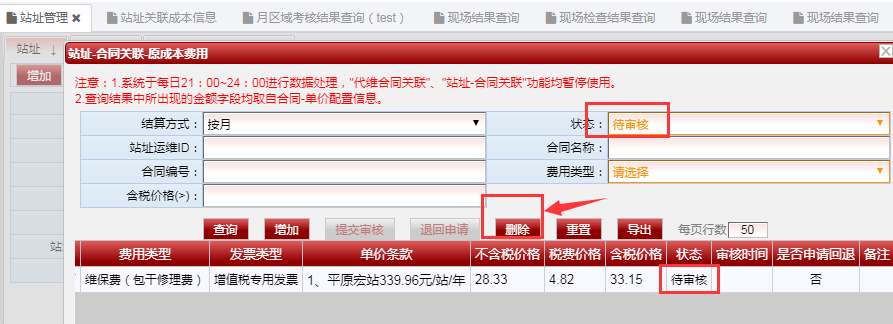 站址管理 站址关联成本信息 月区域考核结果查询（test） 现场结果查询 现场检查结果查询 现场结果查询 现场结果查询
站址 ↓
站址-合同关联-原成本费用
增加
注意：1.系统于每日21：00~24：00进行数据处理，"代维合同关联"、"站址-合同关联"功能均暂停使用。
2.查询结果中所出现的金额字段均取自合同-单价配置信息。
结算方式： 按月 状态： 待审核
站址运维ID： 合同名称：
合同编号： 费用类型： 请选择
含税价格(>)：
查询 增加 提交审核 退回申请 删除 重置 导出 每页行数 50
站
费用类型 发票类型 单价条款 不含税价格 税费价格 含税价格 状态 审核时间 是否申请回退 备注
维保费（包干修理费） 增值税专用发票 1、平原宏站339.96元/站/年 28.33 4.82 33.15 待审核 否